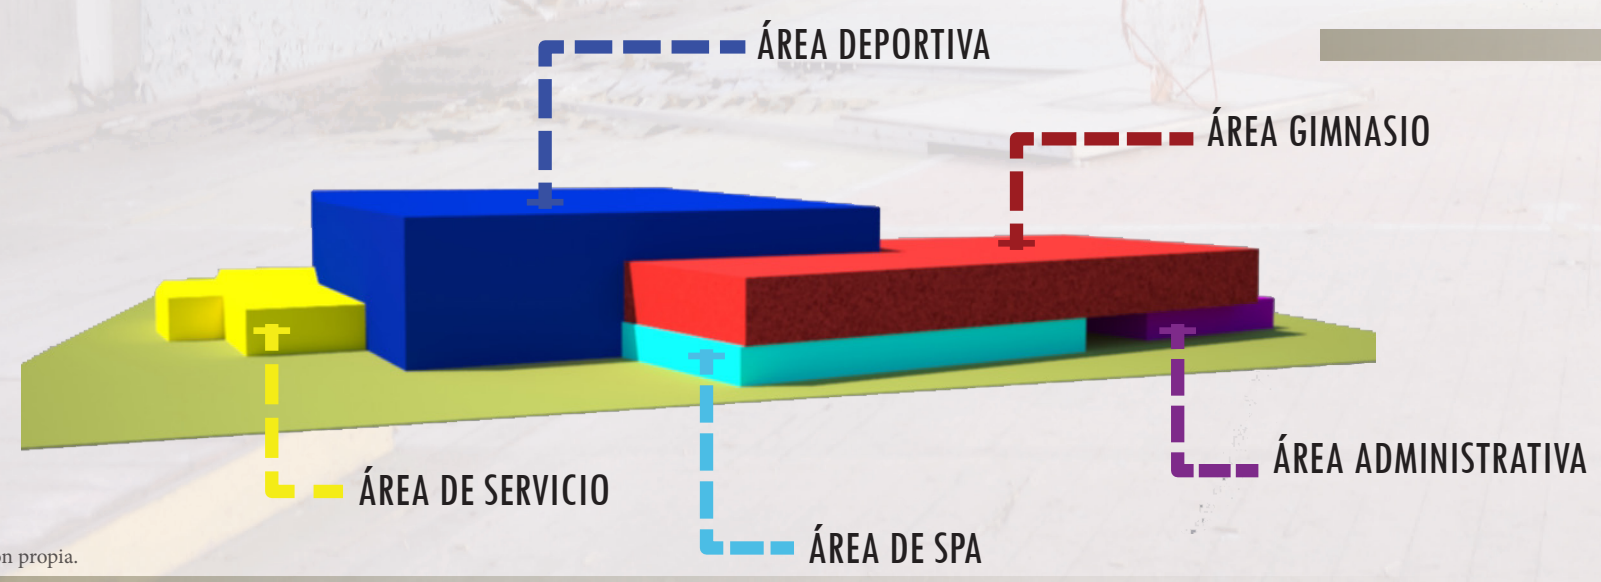 ÁREA DEPORTIVA
ÁREA GIMNASIO
ÁREA ADMINISTRATIVA
ÁREA DE SERVICIO
ÁREA DE SPA
propia.